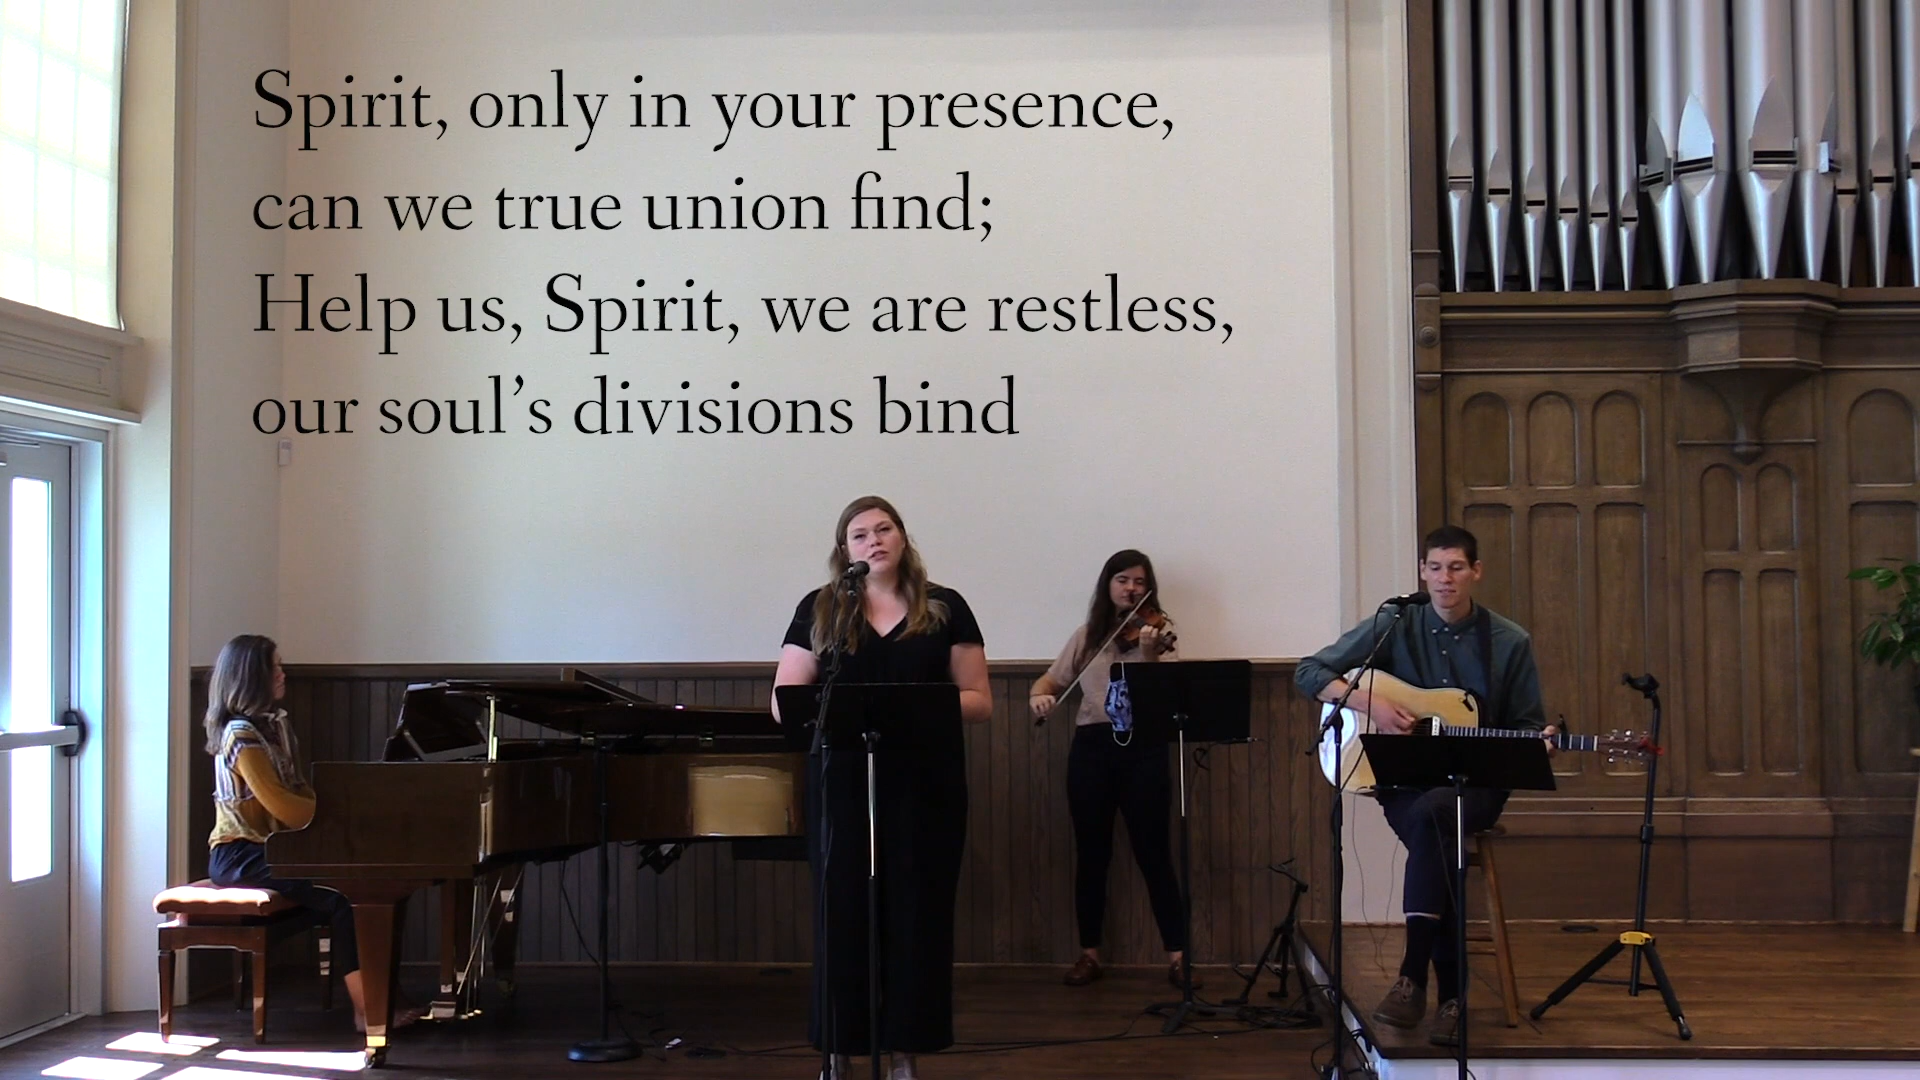 Spirit, only in your presence,
can we true union find;
Help us, Spirit, we are restless,
our soul’s divisions bind